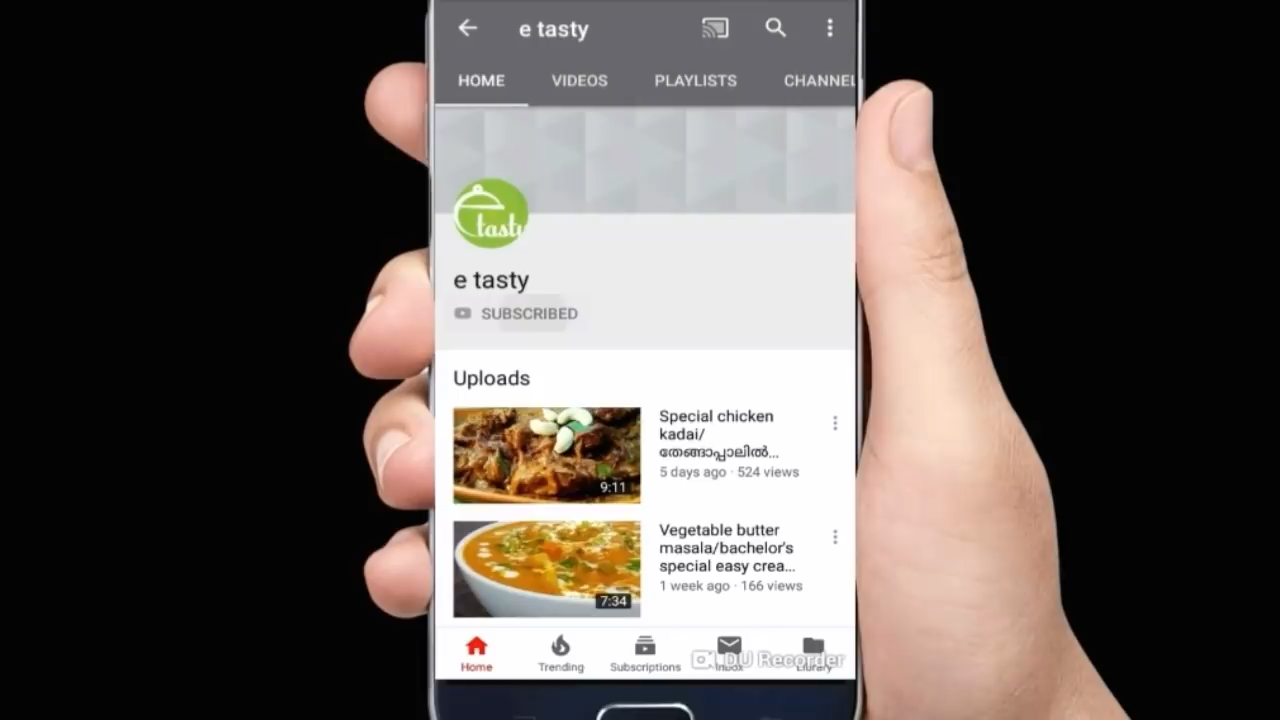 e tasty
HOME VIDEOS PLAYLISTS CHANNEL
e tasty
e tasty
SUBSCRIBED
Uploads
9:11
Special chicken
kadai/
തേങ്ങാപ്പാലിൽ...
5 days ago · 524 views
7:34
Vegetable butter
masala/bachelor's
special easy crea...
1 week ago · 166 views
Home Trending Subscriptions Inbox Library
DU Recorder